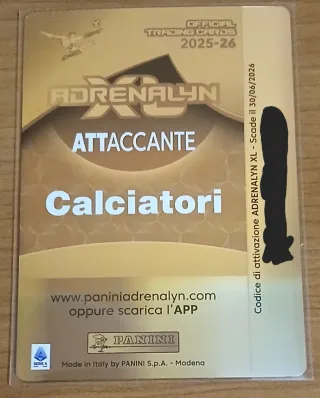 OFFICIAL
TRADING CARDS
2025-26
ADRENALYN
XL
ATTACCANTE
Calciatori
www.paniniadrenalyn.com
oppure scarica l'APP
PANINI
Made in Italy by PANINI S.p.A. - Modena
SERIE A
Codice di attivazione ADRENALYN XL - Scade il 30/06/2026